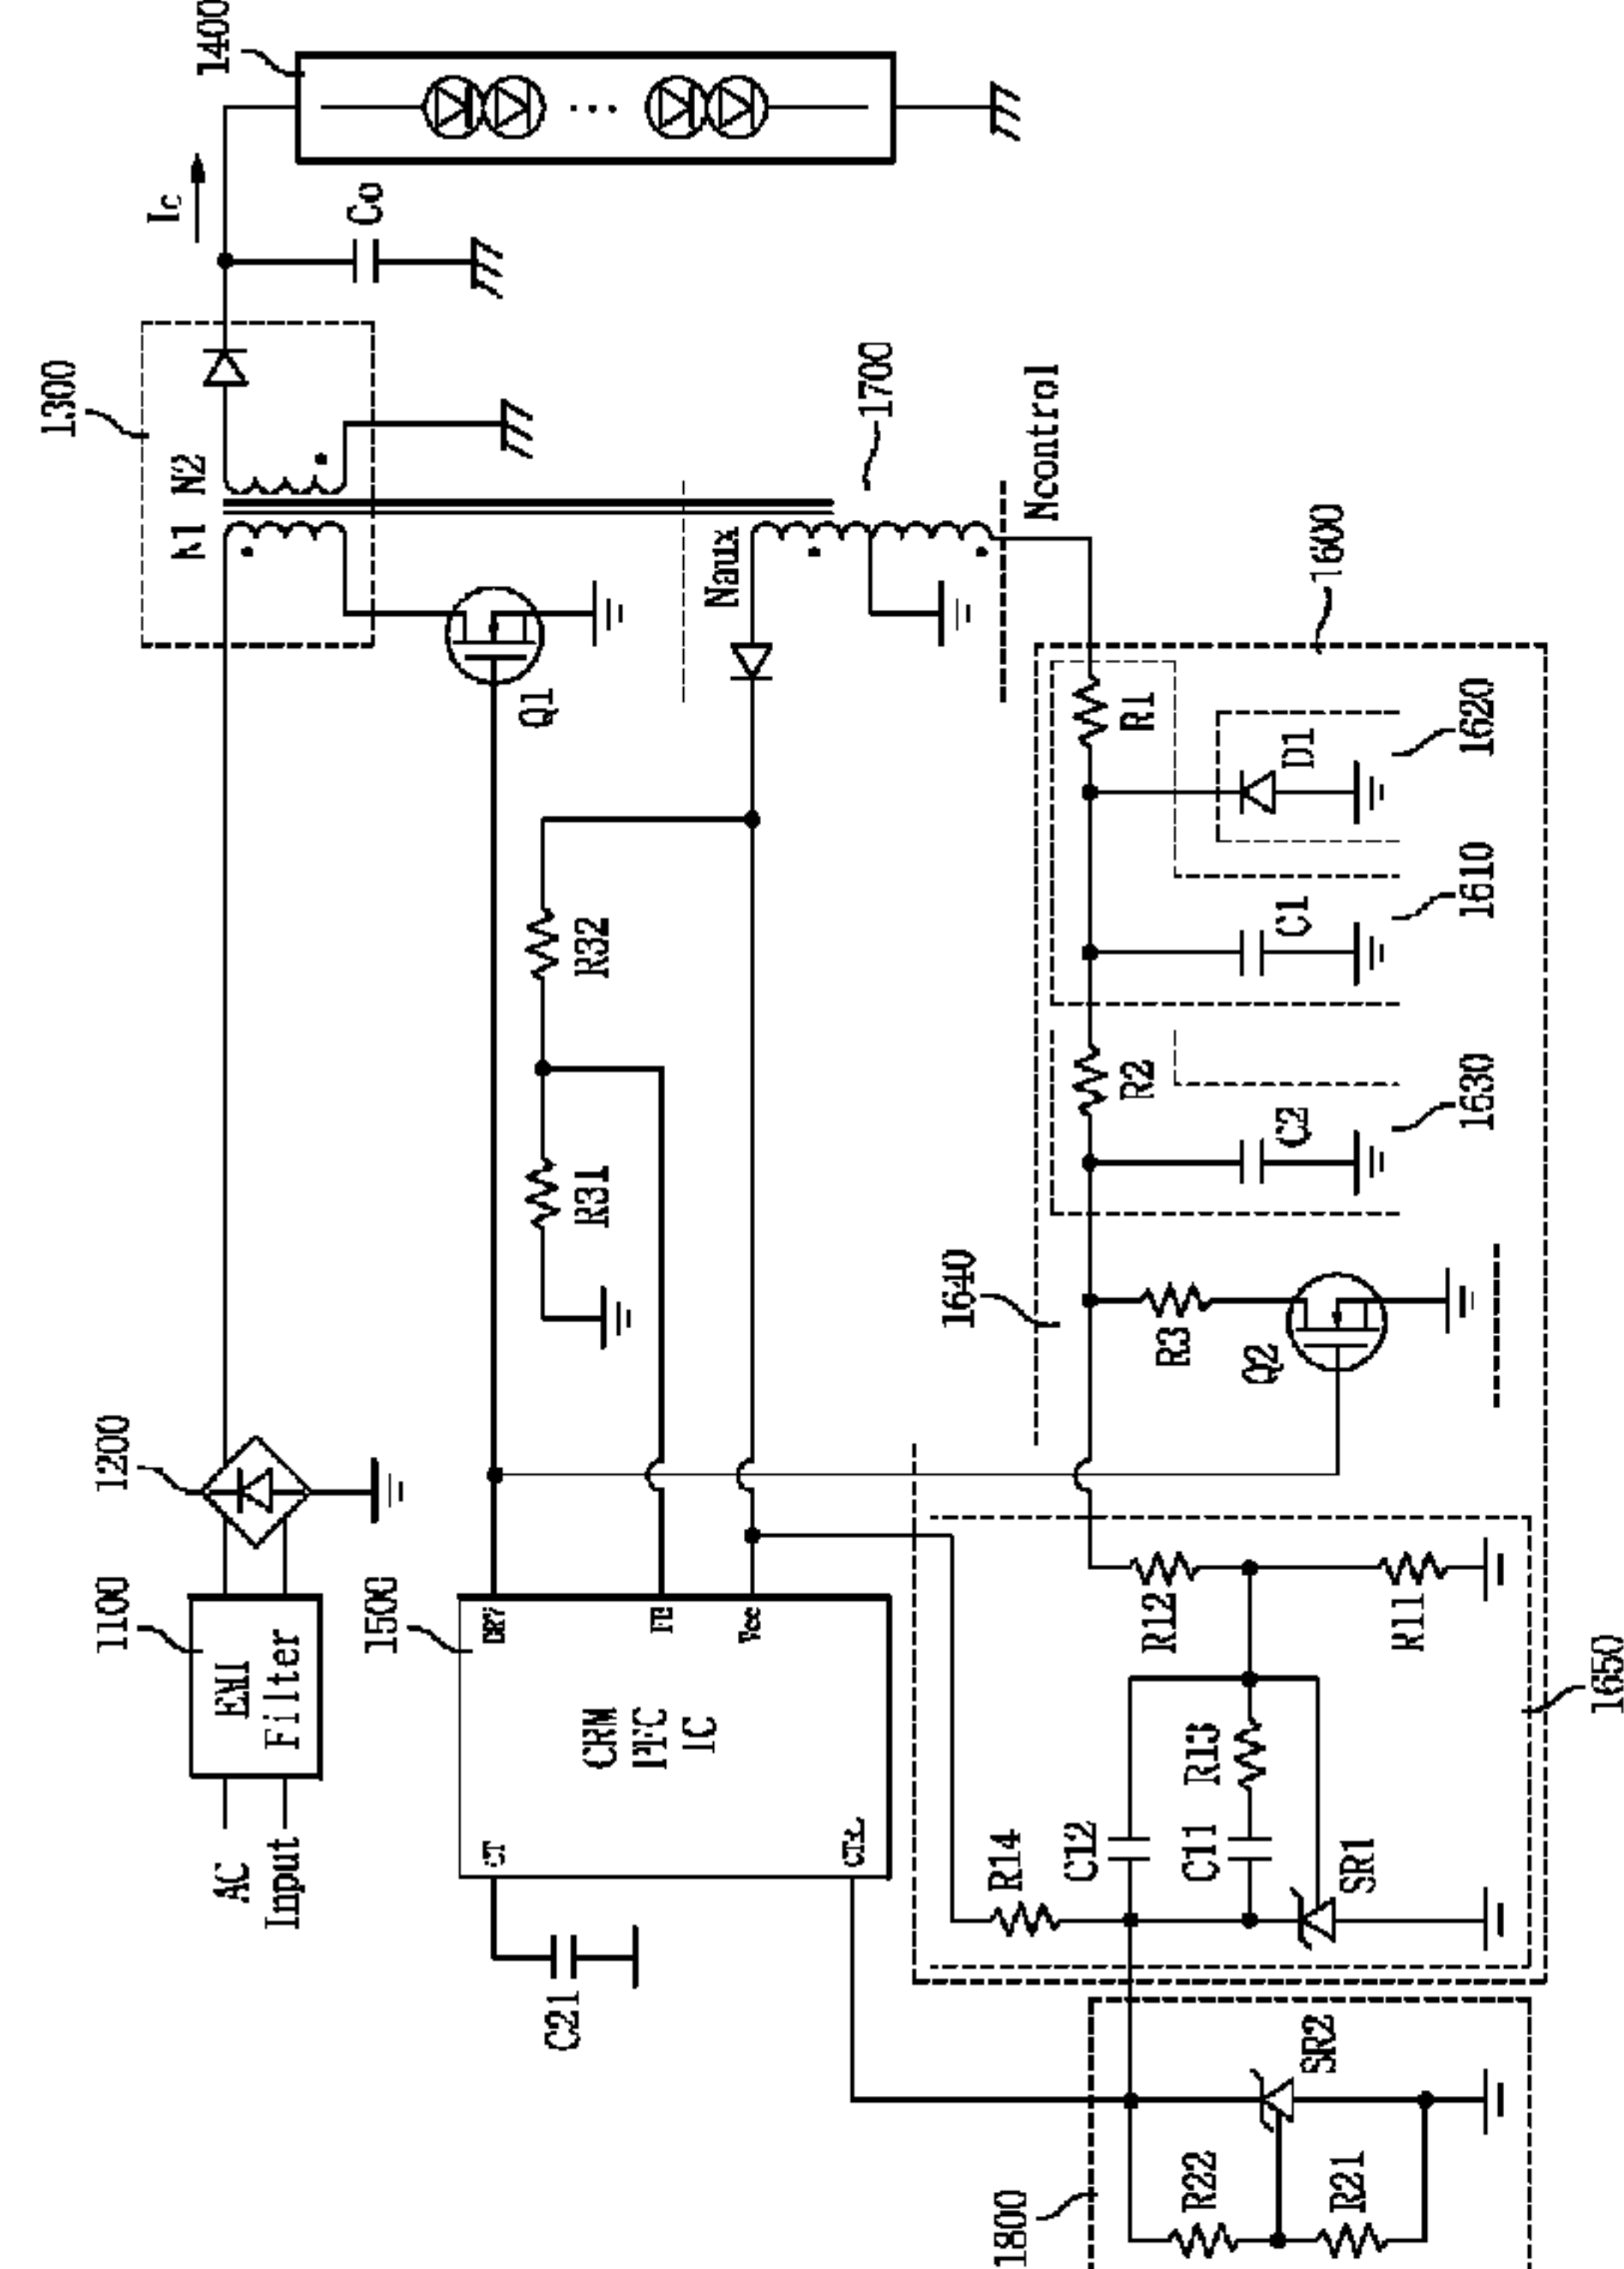 1100
EMI
Filter
AC
Input
1200
1300
N2
Ic
Co
1400
1500
CRM
PFC
IC
CT
Vcc
C21
Q1
R31
R32
Naux
1700
Ncontrol
1600
1640
R1
D1
1620
C1
1610
R2
C2
1630
R3
Q2
R12
R11
R13
C11
C12
R14
SR1
1650
1800
SR2
R22
R21